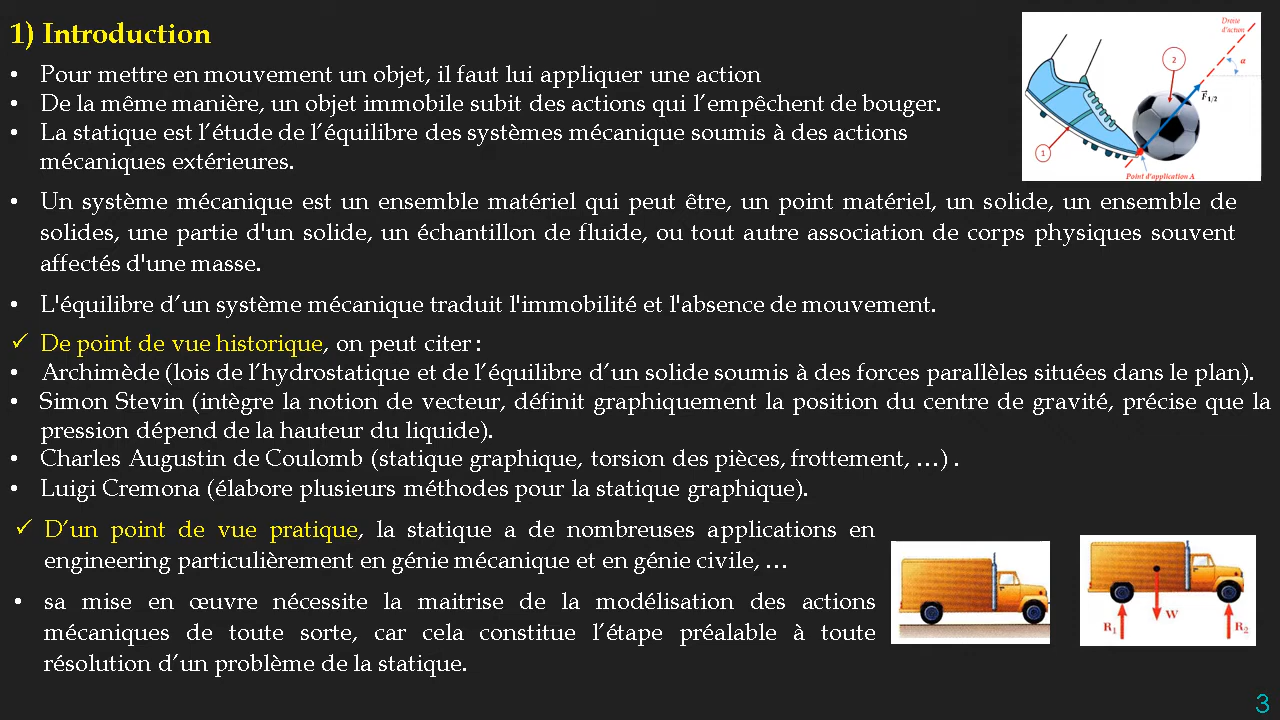 1) Introduction
• Pour mettre en mouvement un objet, il faut lui appliquer une action
• De la même manière, un objet immobile subit des actions qui l’empêchent de bouger.
• La statique est l’étude de l’équilibre des systèmes mécanique soumis à des actions
mécaniques extérieures.
Droite
d'action
2
α
F1/2
1
Point d'application A
• Un système mécanique est un ensemble matériel qui peut être, un point matériel, un solide, un ensemble de
solides, une partie d'un solide, un échantillon de fluide, ou tout autre association de corps physiques souvent
affectés d'une masse.
• L'équilibre d’un système mécanique traduit l'immobilité et l'absence de mouvement.
✓ De point de vue historique, on peut citer :
• Archimède (lois de l’hydrostatique et de l’équilibre d’un solide soumis à des forces parallèles situées dans le plan).
• Simon Stevin (intègre la notion de vecteur, définit graphiquement la position du centre de gravité, précise que la
pression dépend de la hauteur du liquide).
• Charles Augustin de Coulomb (statique graphique, torsion des pièces, frottement, …) .
• Luigi Cremona (élabore plusieurs méthodes pour la statique graphique).
✓ D’un point de vue pratique, la statique a de nombreuses applications en
engineering particulièrement en génie mécanique et en génie civile, …
• sa mise en œuvre nécessite la maitrise de la modélisation des actions
mécaniques de toute sorte, car cela constitue l’étape préalable à toute
résolution d’un problème de la statique.
R1
W
R2
3